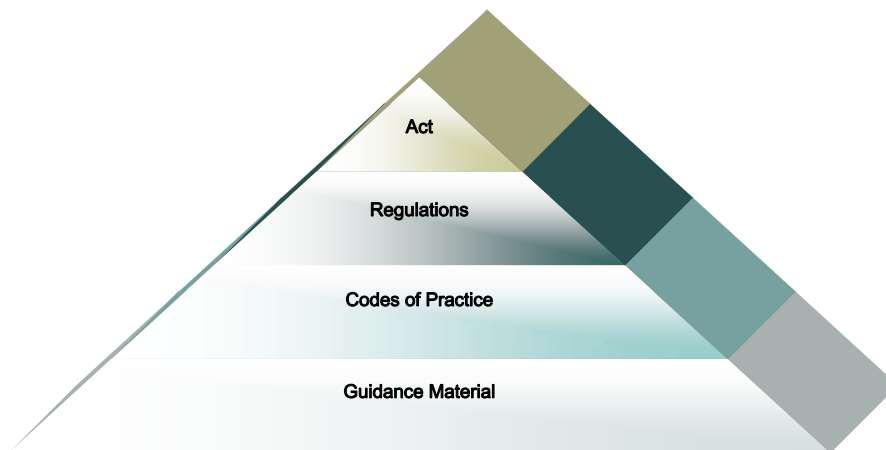 Act
Regulations
Codes of Practice
Guidance Material